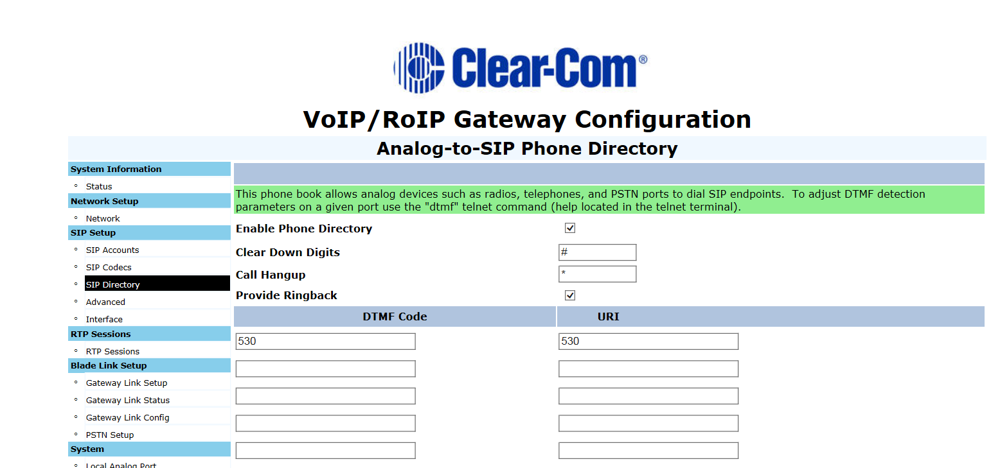 Clear-Com®
VoIP/RoIP Gateway Configuration
Analog-to-SIP Phone Directory
System Information
° Status
Network Setup
° Network
SIP Setup
° SIP Accounts
° SIP Codecs
° SIP Directory
° Advanced
° Interface
RTP Sessions
° RTP Sessions
Blade Link Setup
° Gateway Link Setup
° Gateway Link Status
° Gateway Link Config
° PSTN Setup
System
° Local Analog Port
This phone book allows analog devices such as radios, telephones, and PSTN ports to dial SIP endpoints. To adjust DTMF detection
parameters on a given port use the "dtmf" telnet command (help located in the telnet terminal).
Enable Phone Directory
Clear Down Digits #
Call Hangup *
Provide Ringback
DTMF Code URI
530 530